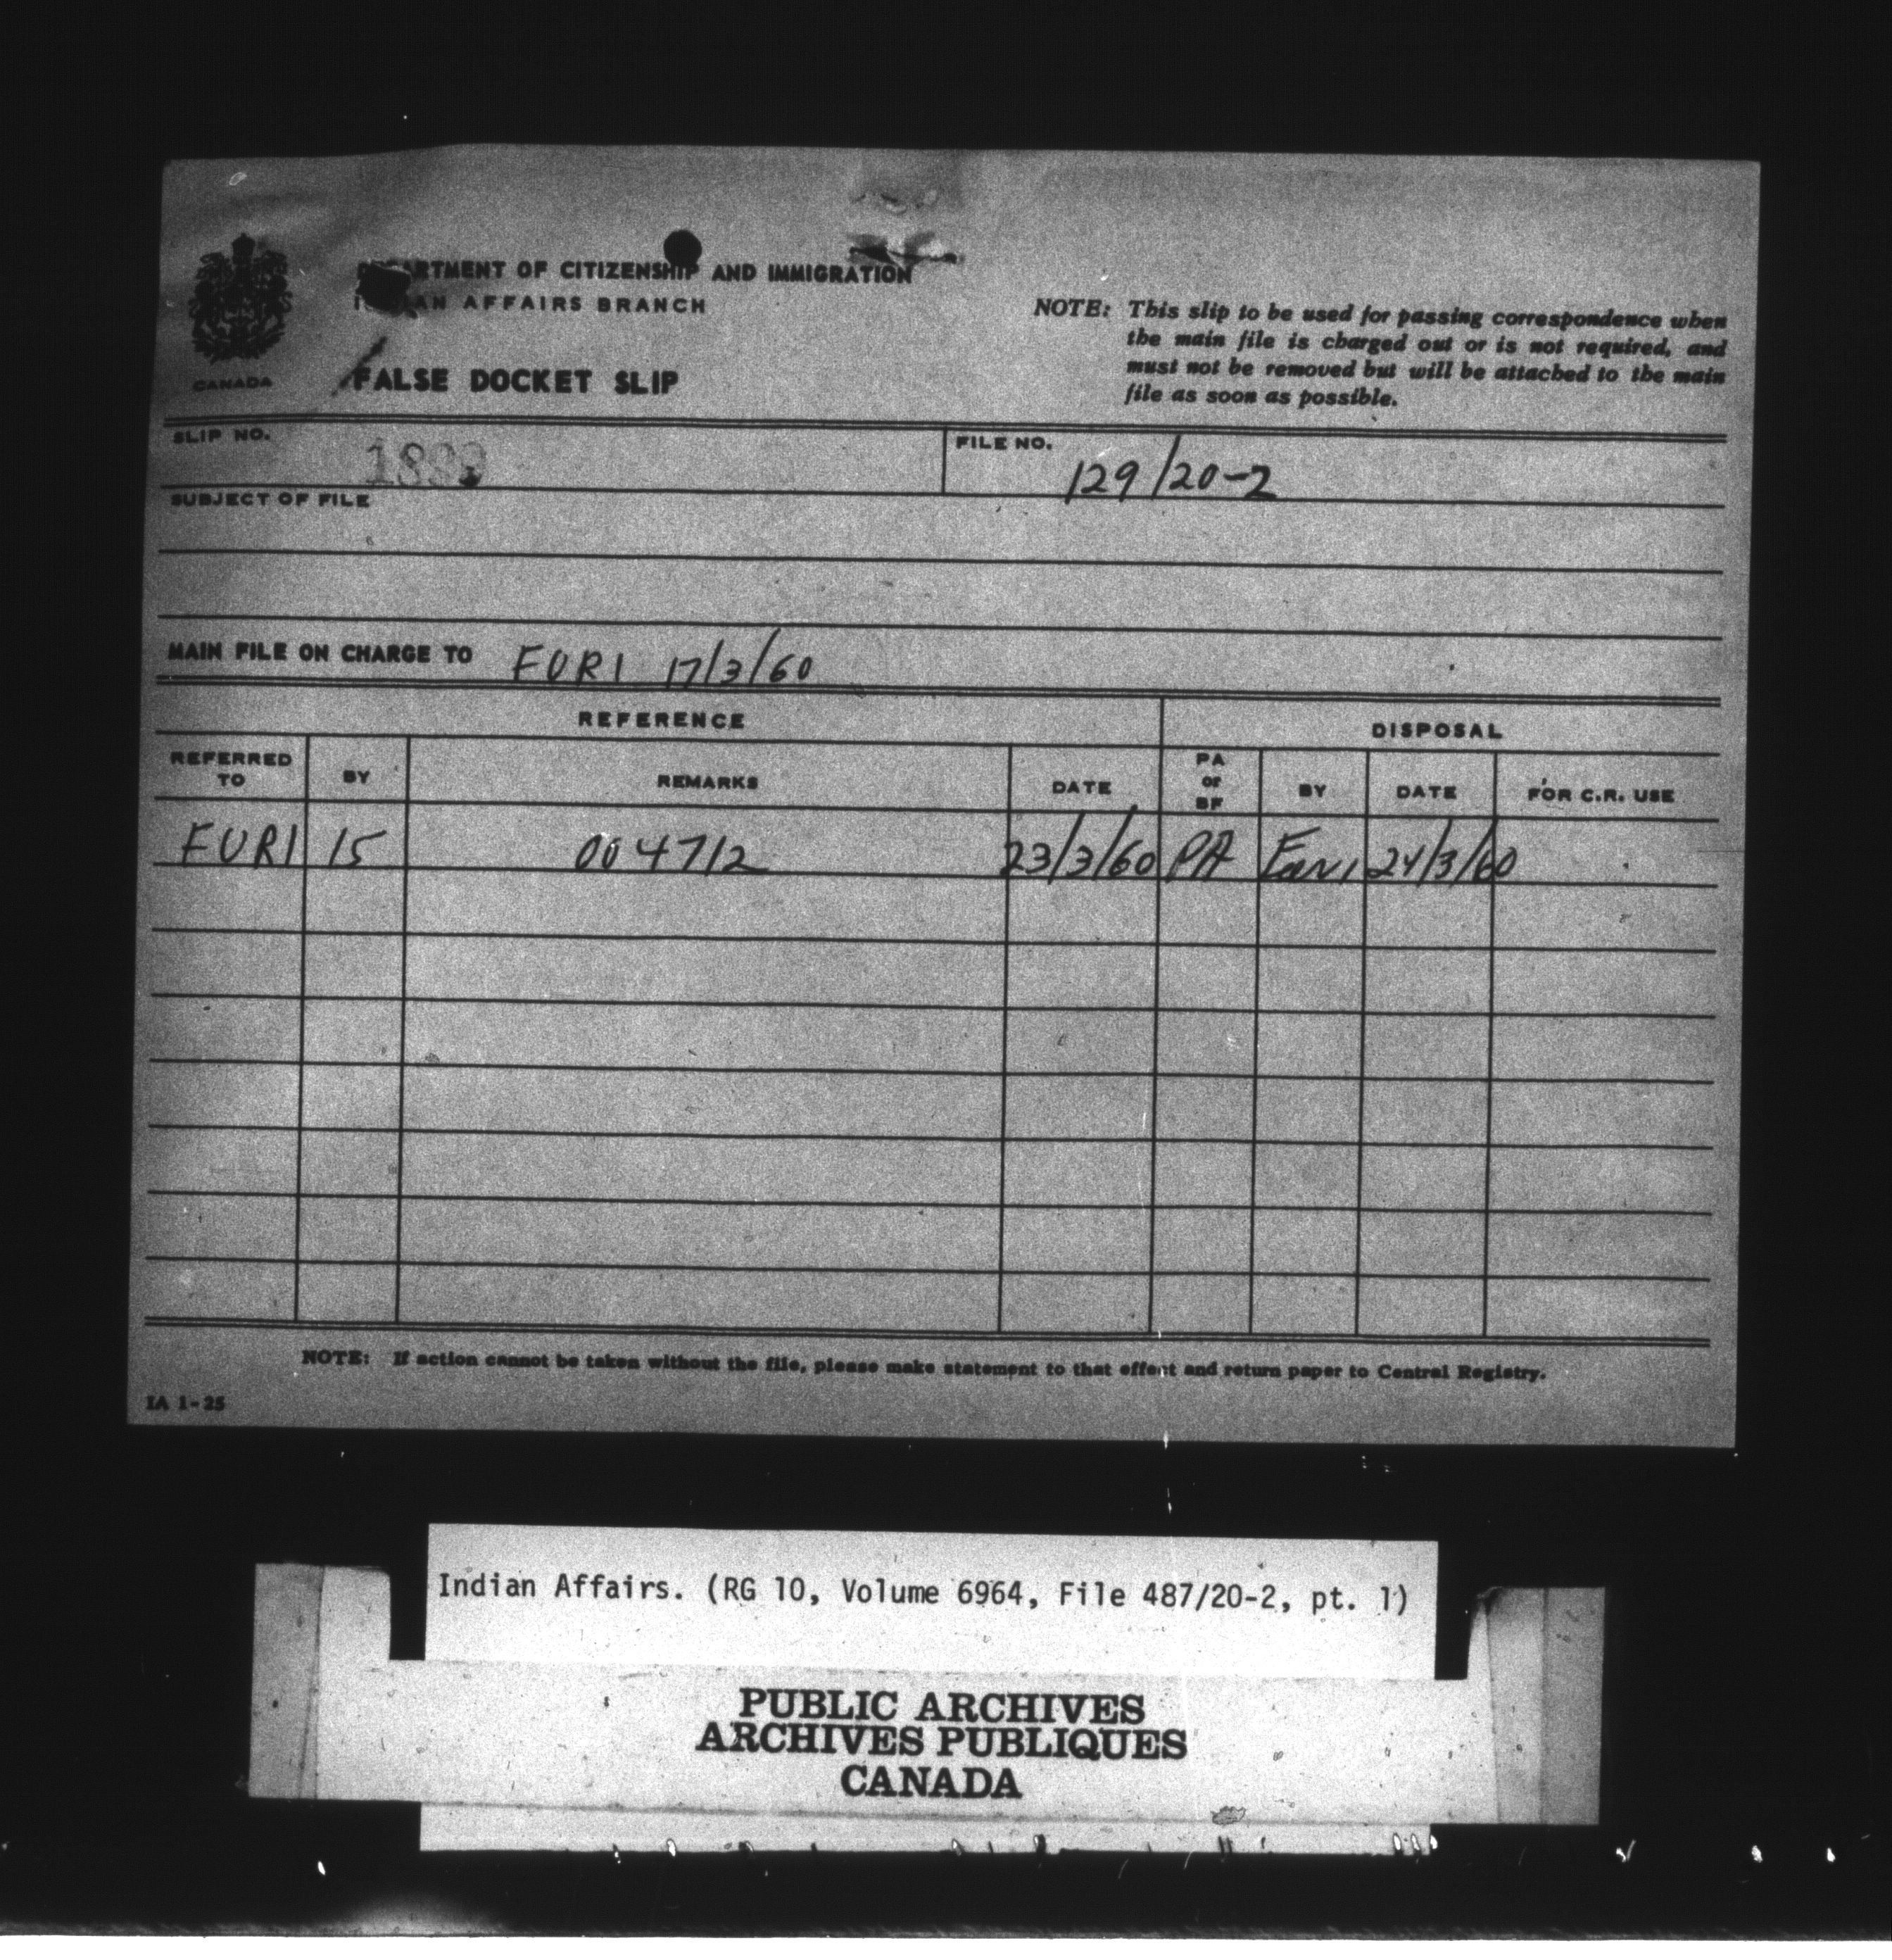 DEPARTMENT OF CITIZENSHIP AND IMMIGRATION
INDIAN AFFAIRS BRANCH
CANADA
FALSE DOCKET SLIP
NOTE: This slip to be used for passing correspondence when
the main file is charged out or is not required, and
must not be removed but will be attached to the main
file as soon as possible.
SLIP NO.
FILE NO. 129/20-2
SUBJECT OF FILE
MAIN FILE ON CHARGE TO FURI 17/3/60
REFERENCE DISPOSAL
REFERRED TO BY REMARKS DATE PA or BF BY DATE FOR C.R. USE
FURI 15 004712 23/3/60 PA 24/3/60
NOTE: If action cannot be taken without the file, please make statement to that effect and return paper to Central Registry.
IA 1-25
Indian Affairs. (RG 10, Volume 6964, File 487/20-2, pt. 1)
PUBLIC ARCHIVES
ARCHIVES PUBLIQUES
CANADA